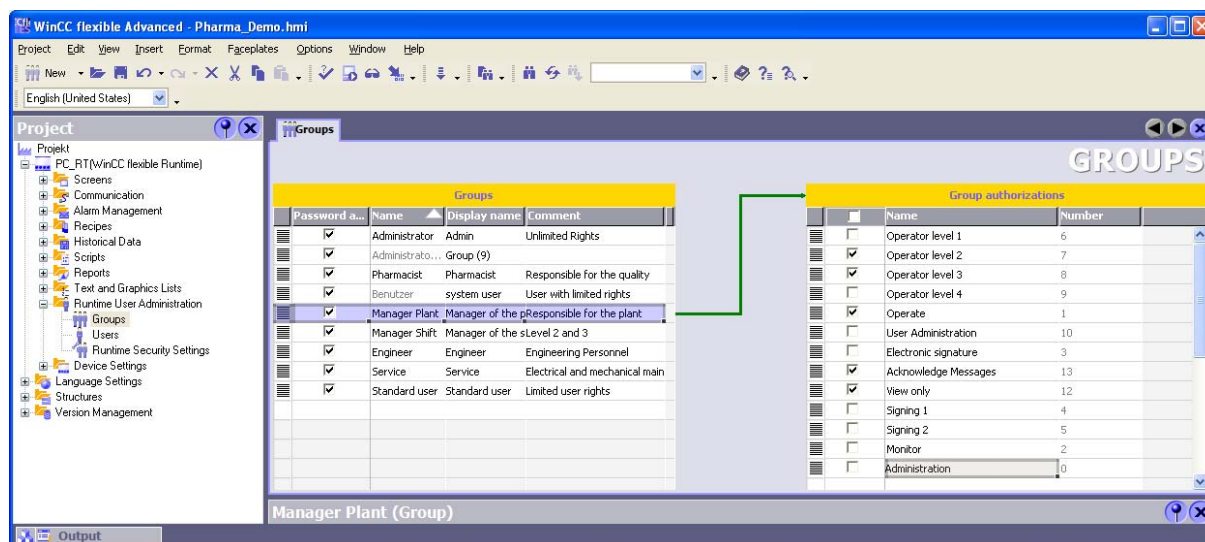 WinCC flexible Advanced - Pharma_Demo.hmi
Project Edit View Insert Format Faceplates Options Window Help
New
English (United States)
Project
Groups
Projekt
PC_RT(WinCC flexible Runtime)
Screens
Communication
Alarm Management
Recipes
Historical Data
Scripts
Reports
Text and Graphics Lists
Runtime User Administration
Groups
Users
Runtime Security Settings
Device Settings
Language Settings
Structures
Version Management
GROUPS
Groups
Password a... Name Display name Comment
Administrator Admin Unlimited Rights
Administrato... Group (9)
Pharmacist Pharmacist Responsible for the quality
Benutzer system user User with limited rights
Manager Plant Manager of the p Responsible for the plant
Manager Shift Manager of the s Level 2 and 3
Engineer Engineer Engineering Personnel
Service Service Electrical and mechanical main
Standard user Standard user Limited user rights
Group authorizations
Name Number
Operator level 1 6
Operator level 2 7
Operator level 3 8
Operator level 4 9
Operate 1
User Administration 10
Electronic signature 3
Acknowledge Messages 13
View only 12
Signing 1 4
Signing 2 5
Monitor 2
Administration 0
Manager Plant (Group)
Output